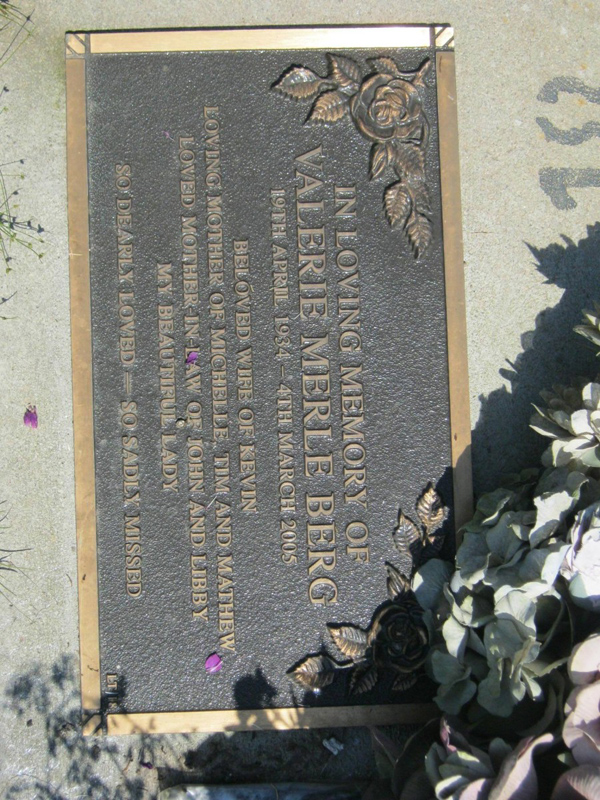 IN LOVING MEMORY OF
VALERIE MERLE BERG
19TH APRIL 1934 – 4TH MARCH 2005
BELOVED WIFE OF KEVIN
LOVING MOTHER OF MICHELLE, TIM AND MATHEW
LOVED MOTHER-IN-LAW OF JOHN AND LIBBY
MY BEAUTIFUL LADY
SO DEARLY LOVED – SO SADLY MISSED